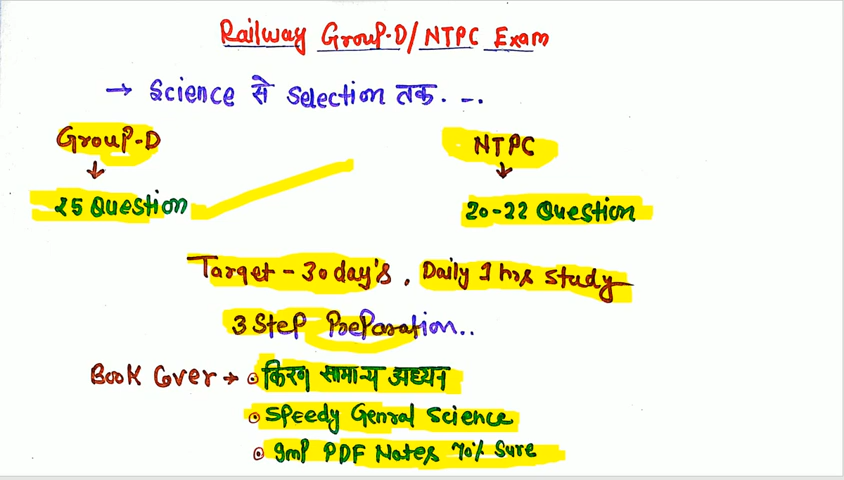 Railway Group-D/NTPC Exam
→ Science से Selection तक...
Group-D
NTPC
↓
↓
25 Question
20-22 Question
Target - 30 day's, Daily 1 hrs study
3 Step Preparation..
Book Cover → किरण सामान्य अध्यन
Speedy Genral Science
Imp PDF Notes 70% Sure